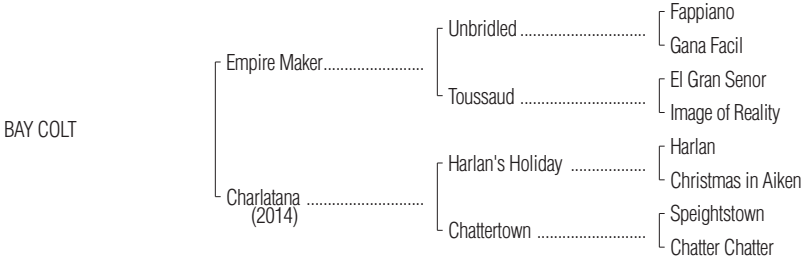 Fappiano
Unbridled ..............................
Gana Facil
Empire Maker........................
El Gran Senor
Toussaud ..............................
Image of Reality
BAY COLT
Harlan
Harlan's Holiday ..................
Christmas in Aiken
Charlatana ............................
(2014)
Speightstown
Chattertown ..........................
Chatter Chatter